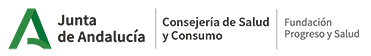 Junta
de Andalucía
Consejería de Salud
y Consumo
Fundación
Progreso y Salud